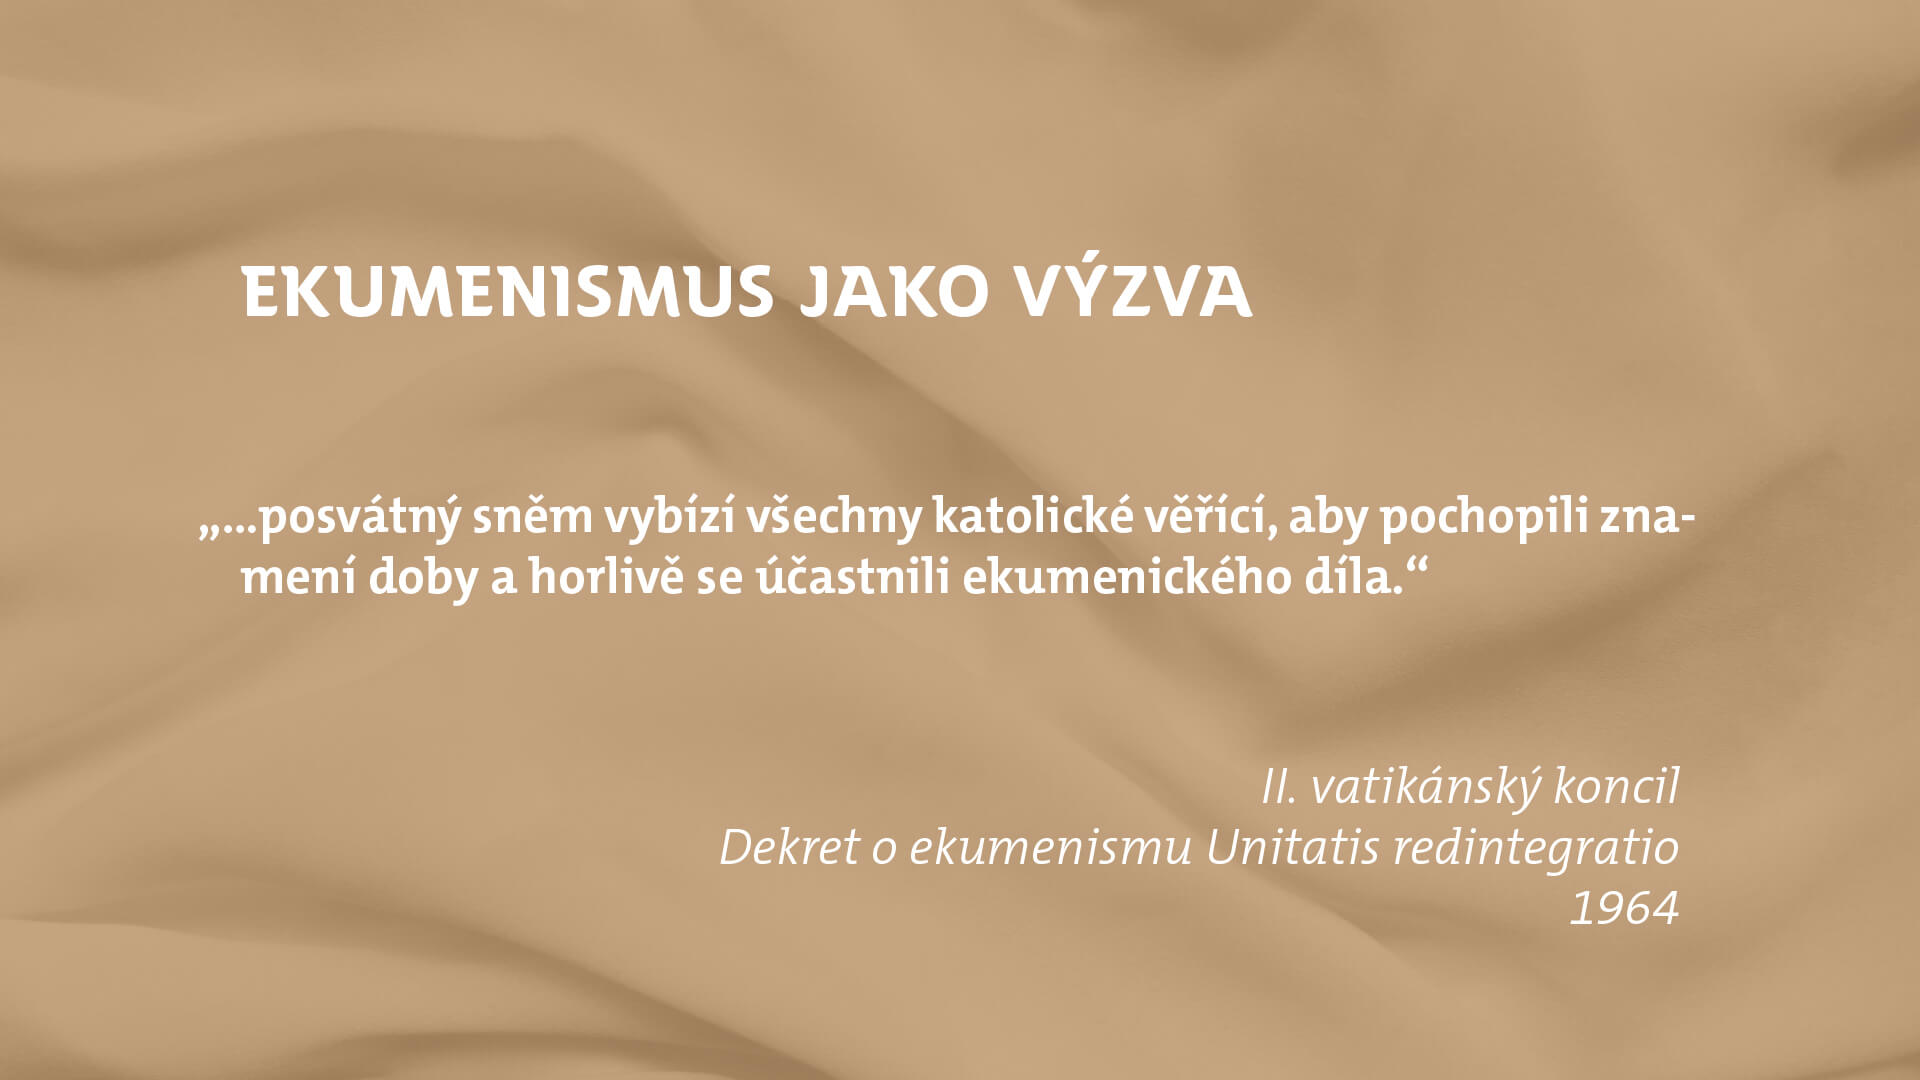 EKUMENISMUS JAKO VÝZVA
„...posvátný sněm vybízí všechny katolické věřící, aby pochopili zna-
mení doby a horlivě se účastnili ekumenického díla.“
II. vatikánský koncil
Dekret o ekumenismu Unitatis redintegratio
1964